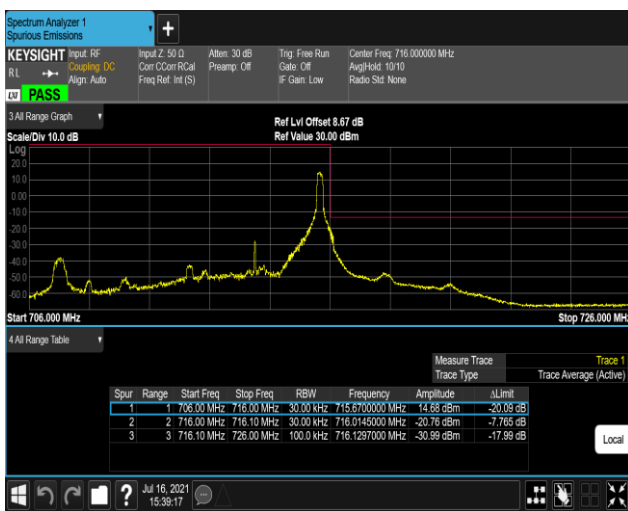 Spectrum Analyzer 1
Spurious Emissions
KEYSIGHT Input: RF Input Z: 50 Ω Atten: 30 dB Trig: Free Run Center Freq: 716.000000 MHz
RL Coupling: DC Corr CCorr RCal Preamp: Off Gate: Off Avg|Hold: 10/10
Align: Auto Freq Ref: Int (S) IF Gain: Low Radio Std: None
LXI PASS
3 All Range Graph
Ref Lvl Offset 8.67 dB
Scale/Div 10.0 dB Ref Value 30.00 dBm
Log
20.0
10.0
0.00
-10.0
-20.0
-30.0
-40.0
-50.0
-60.0
Start 706.000 MHz Stop 726.000 MHz
4 All Range Table
Measure Trace Trace 1
Trace Type Trace Average (Active)
Spur Range Start Freq Stop Freq RBW Frequency Amplitude ΔLimit
1 1 706.00 MHz 716.00 MHz 30.00 kHz 715.6700000 MHz 14.68 dBm -20.09 dB
2 2 716.00 MHz 716.10 MHz 30.00 kHz 716.0145000 MHz -20.76 dBm -7.765 dB
3 3 716.10 MHz 726.00 MHz 100.0 kHz 716.1297000 MHz -30.99 dBm -17.99 dB
Local
? Jul 16, 2021
15:39:17